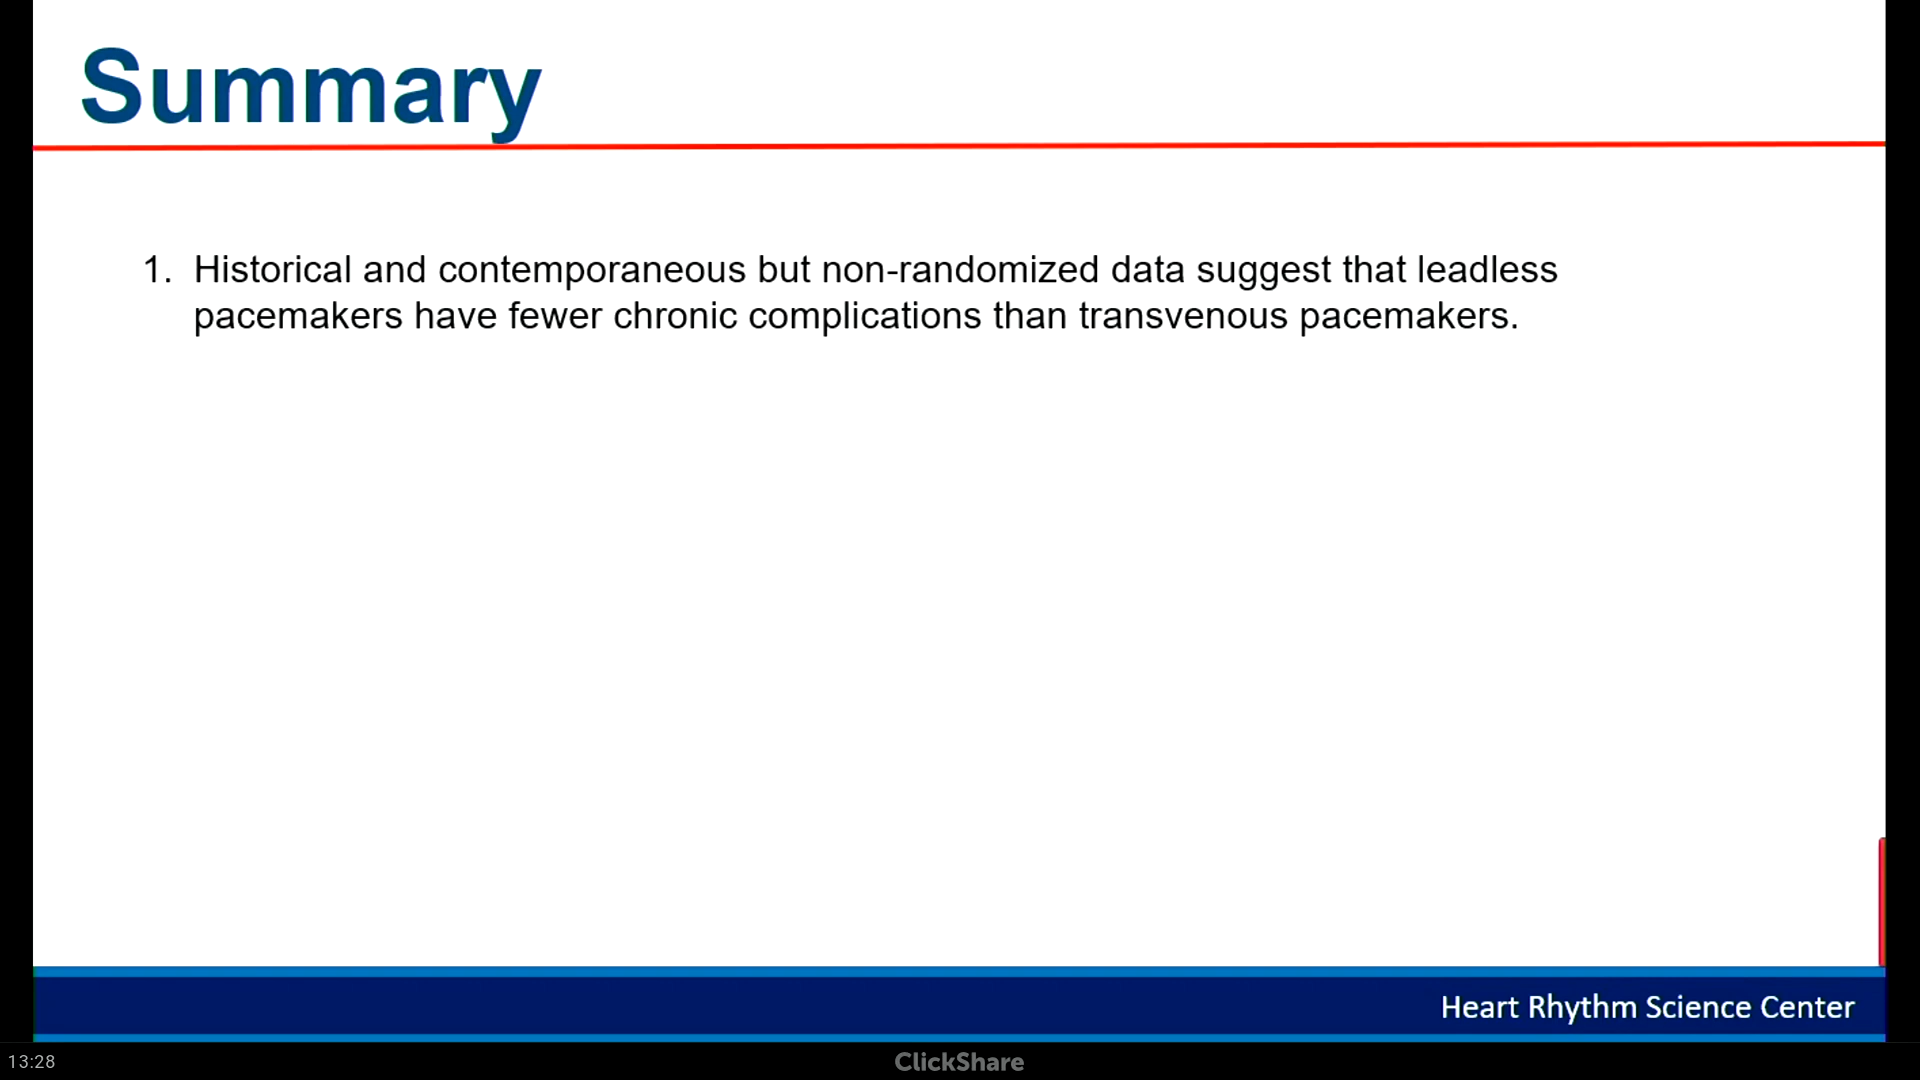 Summary
1. Historical and contemporaneous but non-randomized data suggest that leadless
pacemakers have fewer chronic complications than transvenous pacemakers.
Heart Rhythm Science Center
13:28
ClickShare